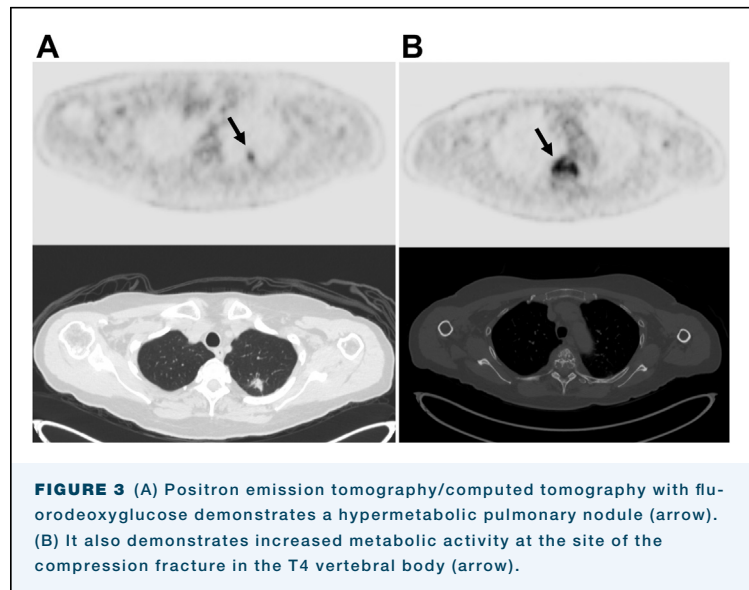 A
B
FIGURE 3 (A) Positron emission tomography/computed tomography with flu-
orodeoxyglucose demonstrates a hypermetabolic pulmonary nodule (arrow).
(B) It also demonstrates increased metabolic activity at the site of the
compression fracture in the T4 vertebral body (arrow).